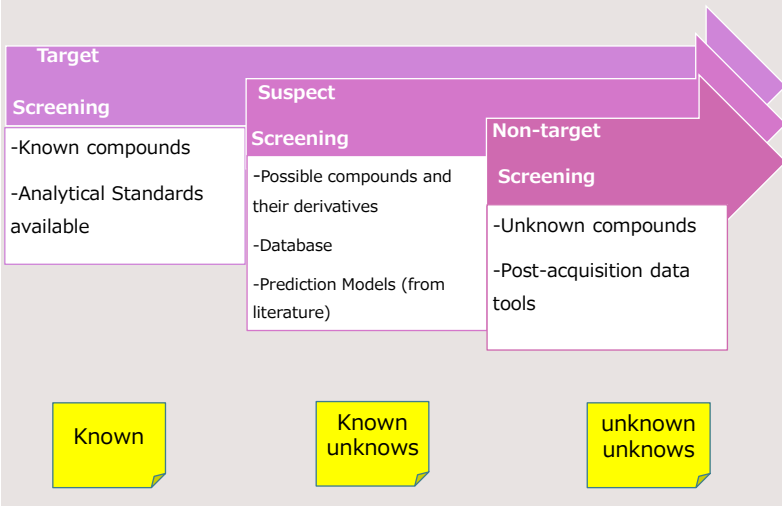 Target
Screening
-Known compounds
-Analytical Standards
available
Suspect
Screening
-Possible compounds and
their derivatives
-Database
-Prediction Models (from
literature)
Non-target
Screening
-Unknown compounds
-Post-acquisition data
tools
Known
Known
unknows
unknown
unknows